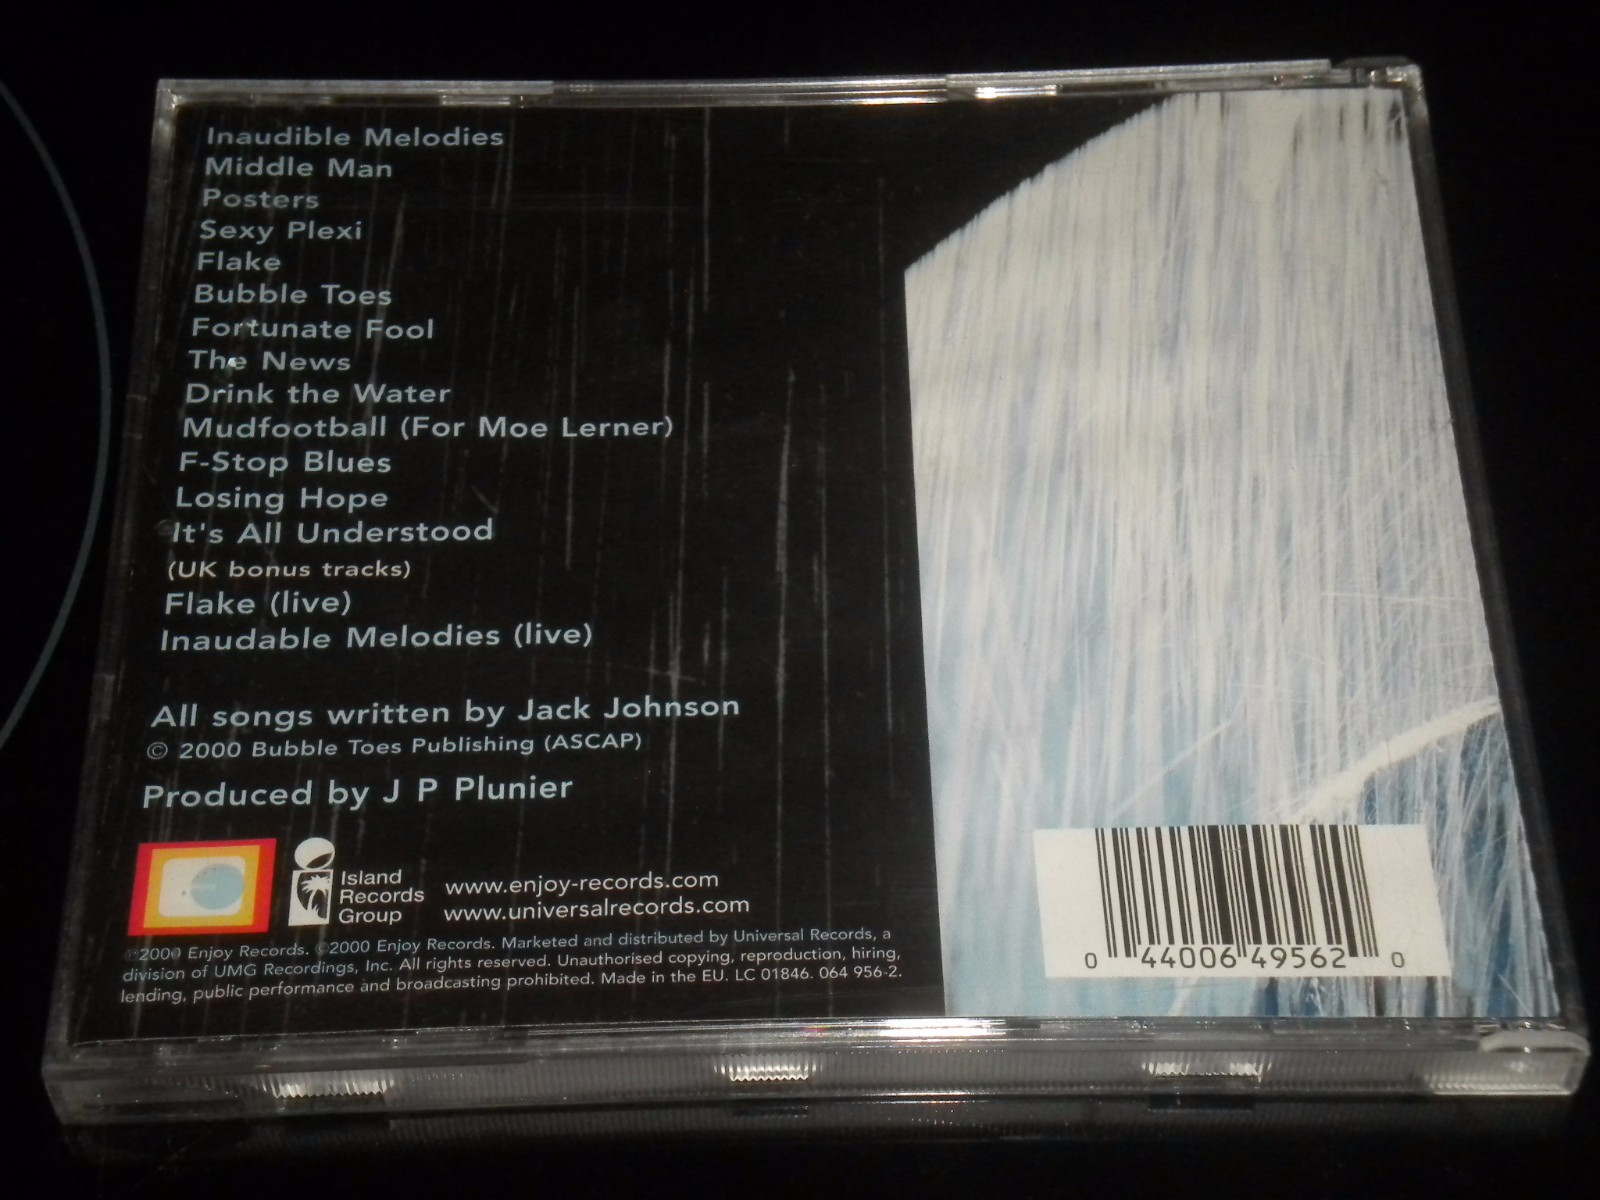 Inaudible Melodies
Middle Man
Posters
Sexy Plexi
Flake
Bubble Toes
Fortunate Fool
The News
Drink the Water
Mudfootball (For Moe Lerner)
F-Stop Blues
Losing Hope
It's All Understood
(UK bonus tracks)
Flake (live)
Inaudable Melodies (live)
All songs written by Jack Johnson
© 2000 Bubble Toes Publishing (ASCAP)
Produced by J P Plunier
Island
Records
Group
www.enjoy-records.com
www.universalrecords.com
℗2000 Enjoy Records. ©2000 Enjoy Records. Marketed and distributed by Universal Records, a
division of UMG Recordings, Inc. All rights reserved. Unauthorised copying, reproduction, hiring,
lending, public performance and broadcasting prohibited. Made in the EU. LC 01846. 064 956-2.
0 44006 49562 0